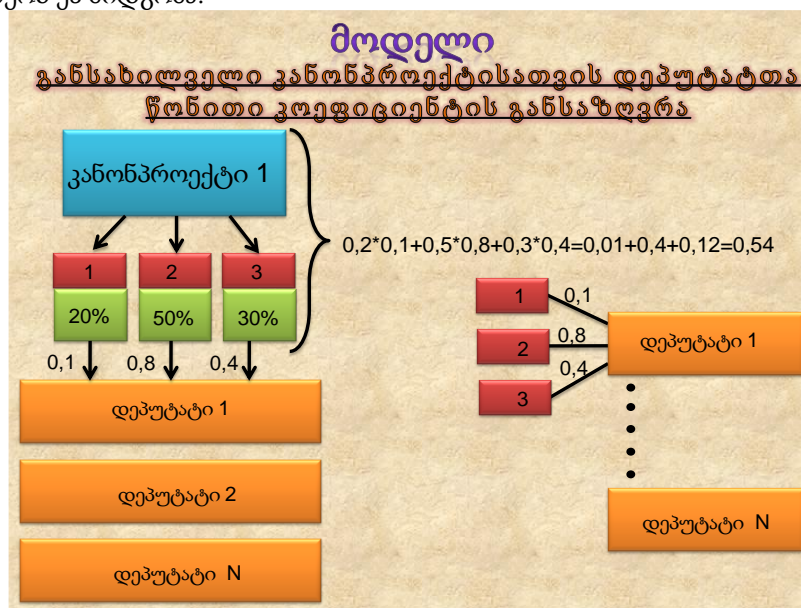 მოდელი
განსახილველი კანონპროექტისათვის დეპუტატთა
წონითი კოეფიციენტის განსაზღვრა
კანონპროექტი 1
1 2 3
20% 50% 30%
0,1 0,8 0,4
დეპუტატი 1
დეპუტატი 2
დეპუტატი N
0,2*0,1+0,5*0,8+0,3*0,4=0,01+0,4+0,12=0,54
1 0,1
2 0,8
3 0,4
დეპუტატი 1
დეპუტატი N